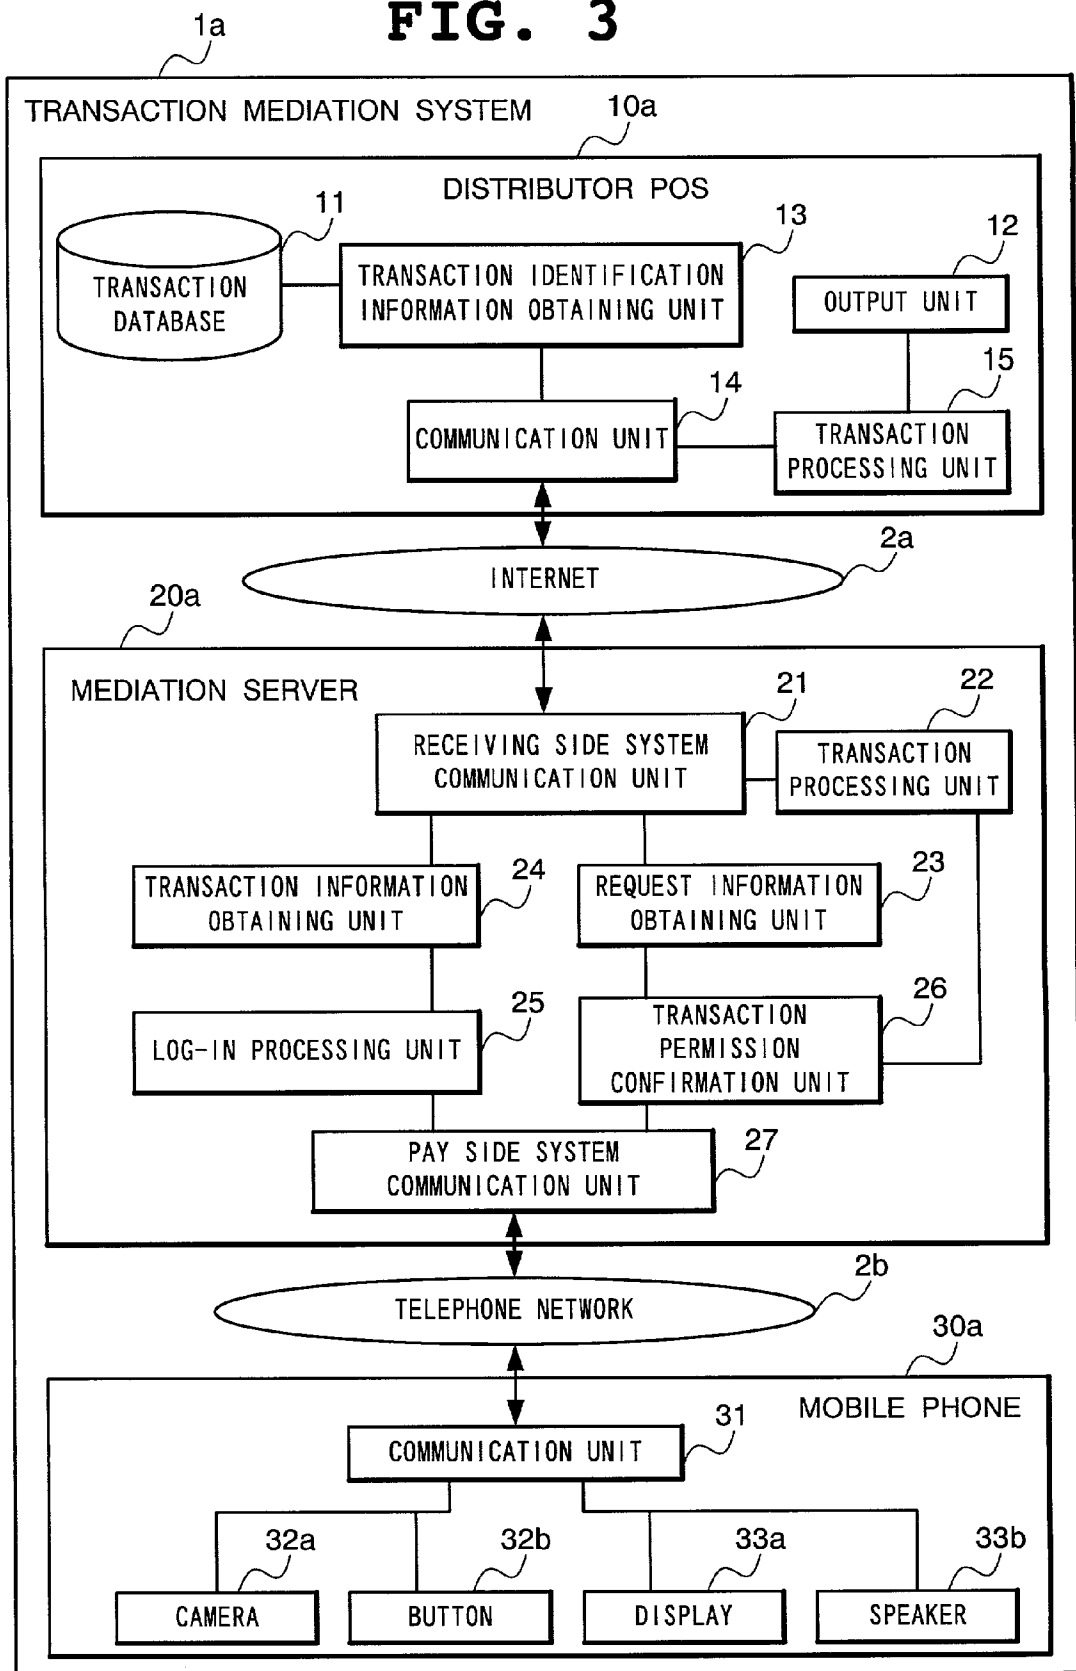 FIG. 3
1a
TRANSACTION MEDIATION SYSTEM
10a
DISTRIBUTOR POS
11
13
12
TRANSACTION
DATABASE
TRANSACTION IDENTIFICATION
INFORMATION OBTAINING UNIT
OUTPUT UNIT
14
15
COMMUNICATION UNIT
TRANSACTION
PROCESSING UNIT
2a
INTERNET
20a
MEDIATION SERVER
21
22
RECEIVING SIDE SYSTEM
COMMUNICATION UNIT
TRANSACTION
PROCESSING UNIT
24
23
TRANSACTION INFORMATION
OBTAINING UNIT
REQUEST INFORMATION
OBTAINING UNIT
25
26
LOG-IN PROCESSING UNIT
TRANSACTION
PERMISSION
CONFIRMATION UNIT
27
PAY SIDE SYSTEM
COMMUNICATION UNIT
2b
TELEPHONE NETWORK
30a
MOBILE PHONE
31
COMMUNICATION UNIT
32a
32b
33a
33b
CAMERA
BUTTON
DISPLAY
SPEAKER